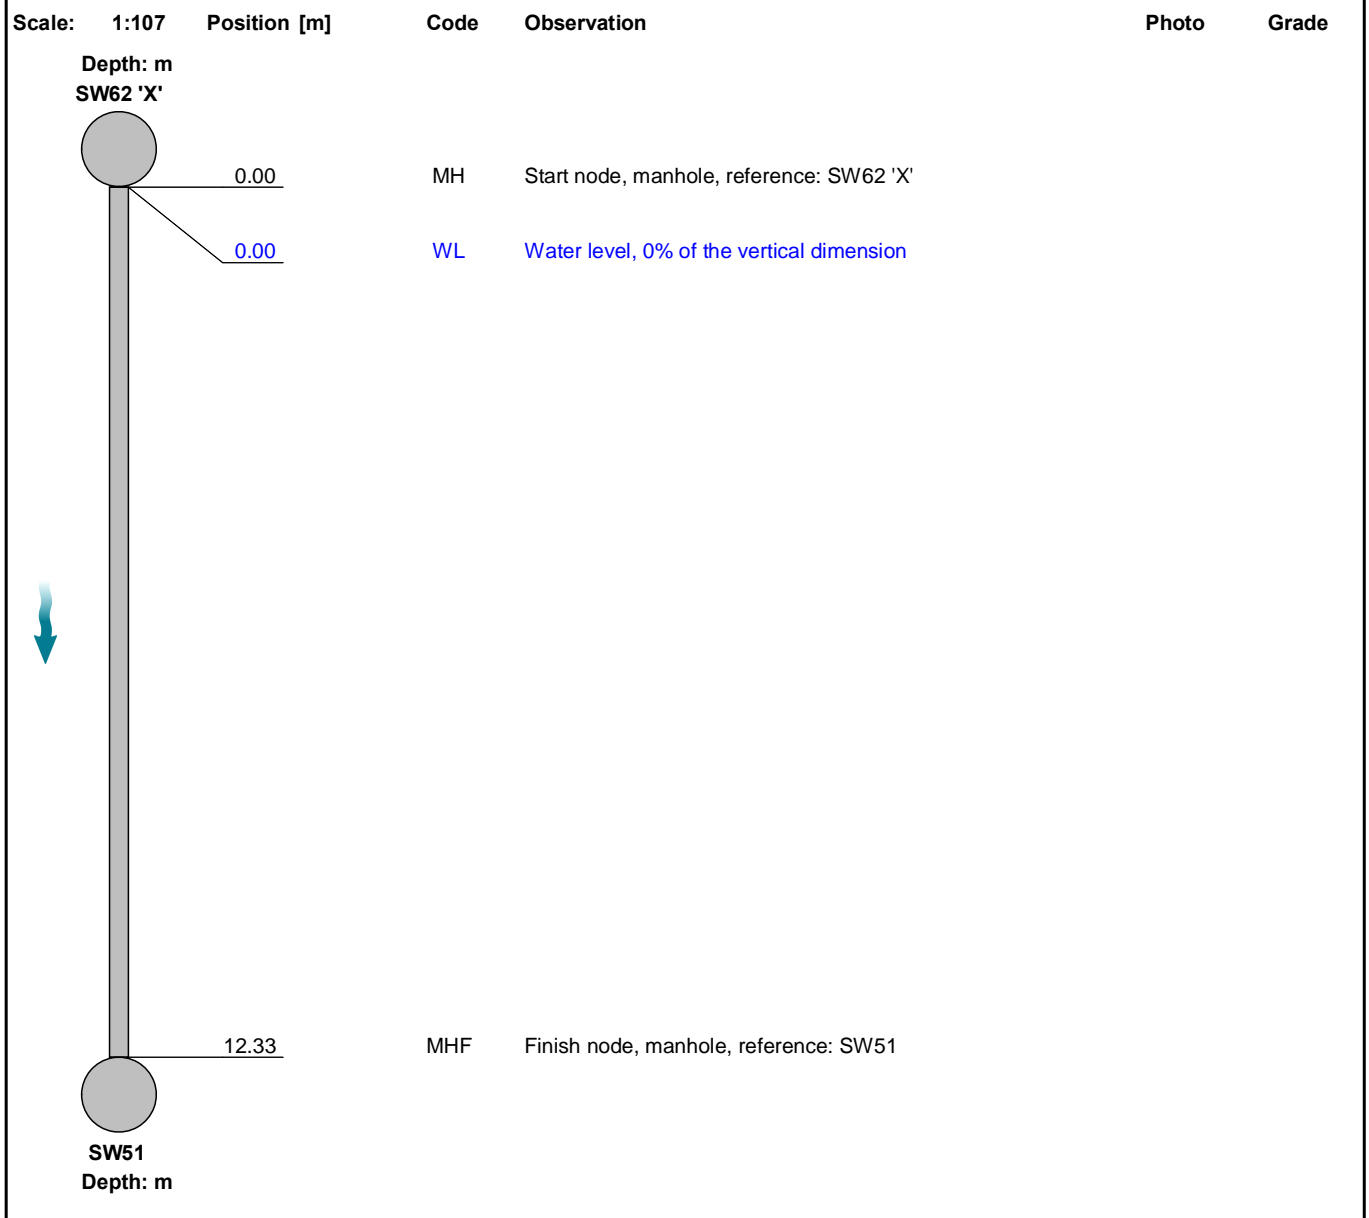 Scale: 1:107 Position [m] Code Observation Photo Grade
Depth: m
SW62 'X'
0.00 MH Start node, manhole, reference: SW62 'X'
0.00 WL Water level, 0% of the vertical dimension
12.33 MHF Finish node, manhole, reference: SW51
SW51
Depth: m